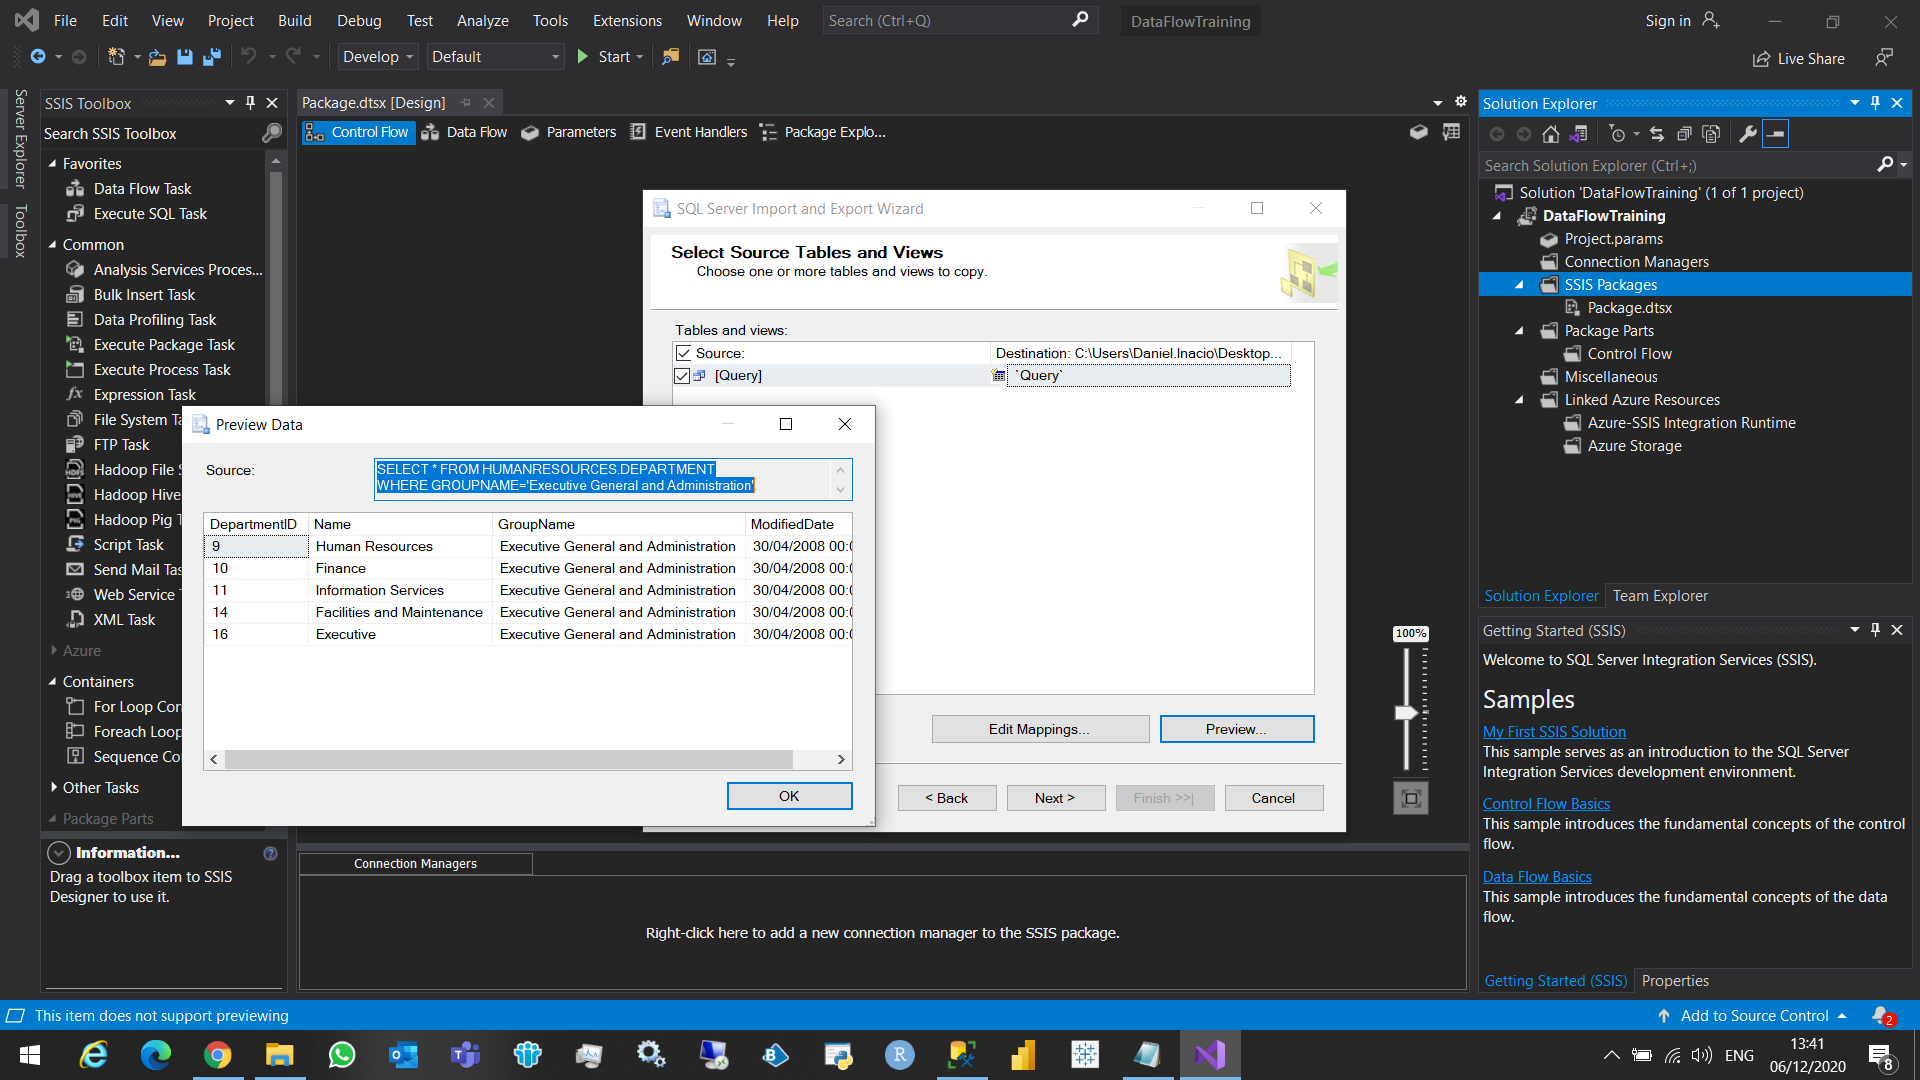 File Edit View Project Build Debug Test Analyze Tools Extensions Window Help Search (Ctrl+Q) DataFlowTraining Sign in
Develop Default Start Live Share
Server Explorer
Toolbox
SSIS Toolbox
Search SSIS Toolbox
Favorites
Data Flow Task
Execute SQL Task
Common
Analysis Services Proces...
Bulk Insert Task
Data Profiling Task
Execute Package Task
Execute Process Task
Expression Task
File System Ta
FTP Task
Hadoop File S
Hadoop Hive
Hadoop Pig T
Script Task
Send Mail Tas
Web Service T
XML Task
Azure
Containers
For Loop Con
Foreach Loop
Sequence Co
Other Tasks
Package Parts
Information...
Drag a toolbox item to SSIS
Designer to use it.
Package.dtsx [Design]
Control Flow Data Flow Parameters Event Handlers Package Explo...
SQL Server Import and Export Wizard
Select Source Tables and Views
Choose one or more tables and views to copy.
Tables and views:
Source: Destination: C:\Users\Daniel.Inacio\Desktop...
[Query] `Query`
Edit Mappings... Preview...
< Back Next > Finish >>| Cancel
Preview Data
Source:
SELECT * FROM HUMANRESOURCES.DEPARTMENT
WHERE GROUPNAME='Executive General and Administration'
DepartmentID Name GroupName ModifiedDate
9 Human Resources Executive General and Administration 30/04/2008 00:0
10 Finance Executive General and Administration 30/04/2008 00:0
11 Information Services Executive General and Administration 30/04/2008 00:0
14 Facilities and Maintenance Executive General and Administration 30/04/2008 00:0
16 Executive Executive General and Administration 30/04/2008 00:0
OK
100%
Connection Managers
Right-click here to add a new connection manager to the SSIS package.
Solution Explorer
Search Solution Explorer (Ctrl+;)
Solution 'DataFlowTraining' (1 of 1 project)
DataFlowTraining
Project.params
Connection Managers
SSIS Packages
Package.dtsx
Package Parts
Control Flow
Miscellaneous
Linked Azure Resources
Azure-SSIS Integration Runtime
Azure Storage
Solution Explorer Team Explorer
Getting Started (SSIS)
Welcome to SQL Server Integration Services (SSIS).
Samples
My First SSIS Solution
This sample serves as an introduction to the SQL Server
Integration Services development environment.
Control Flow Basics
This sample introduces the fundamental concepts of the control
flow.
Data Flow Basics
This sample introduces the fundamental concepts of the data
flow.
Getting Started (SSIS) Properties
This item does not support previewing Add to Source Control 2
ENG 13:41
06/12/2020 8